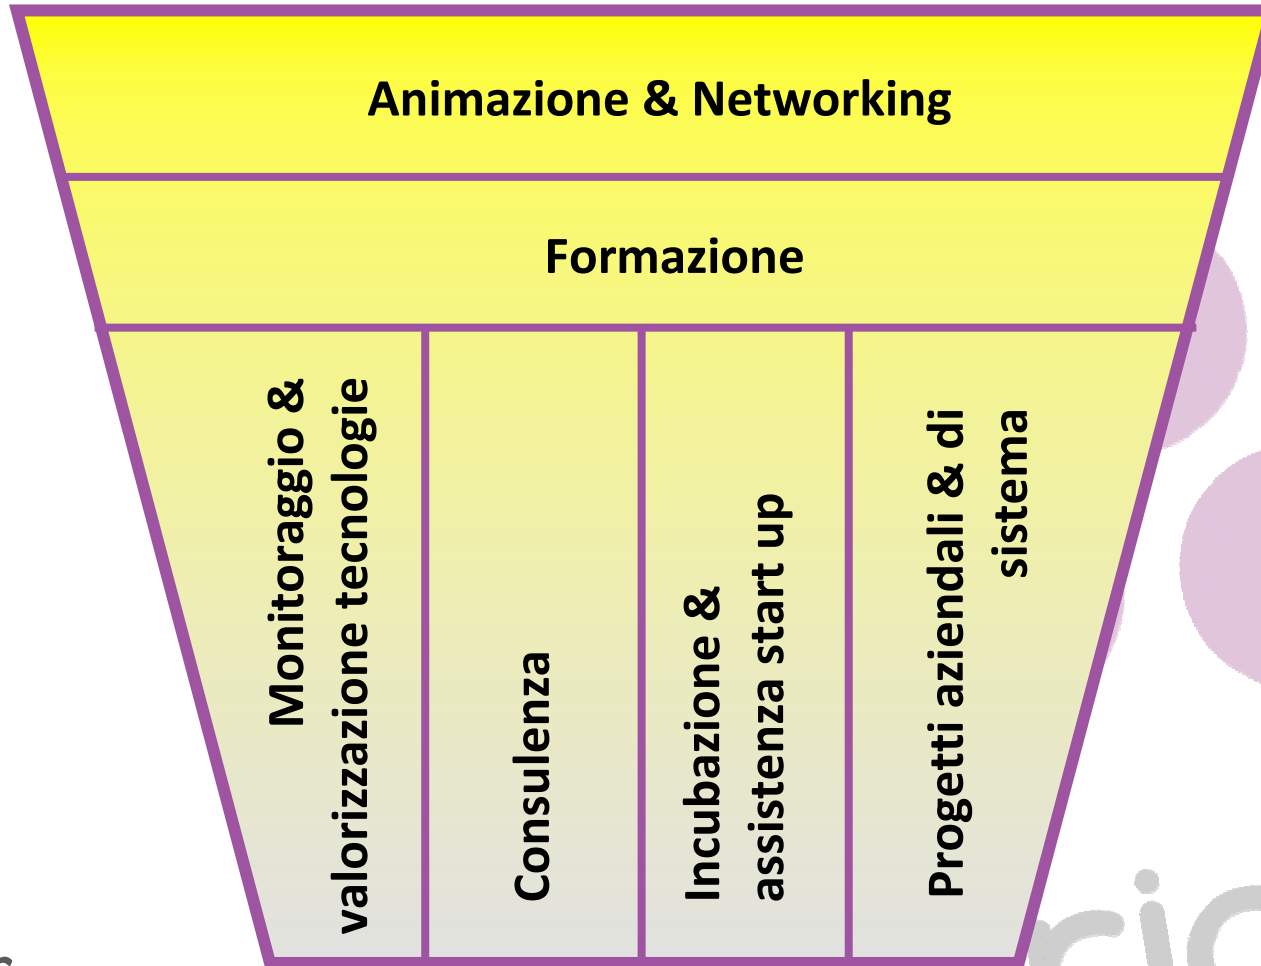 Animazione & Networking
Formazione
Monitoraggio &
valorizzazione tecnologie
Consulenza
Incubazione &
assistenza start up
Progetti aziendali & di
sistema